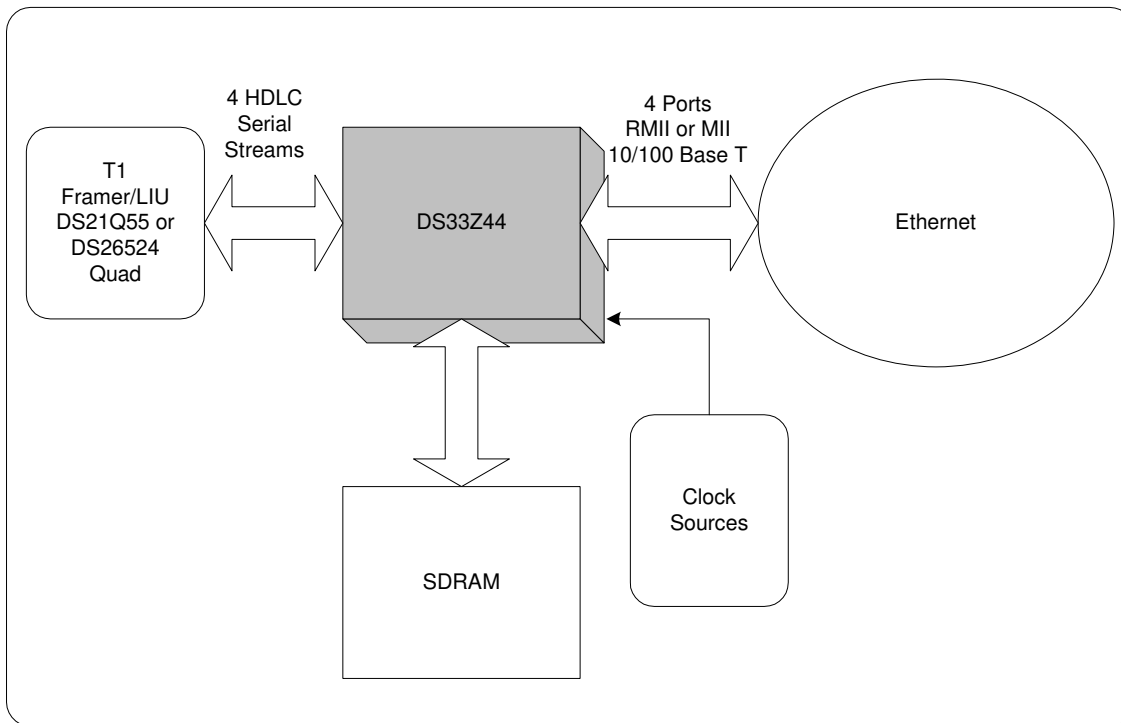 4 HDLC
Serial
Streams
4 Ports
RMII or MII
10/100 Base T
T1
Framer/LIU
DS21Q55 or
DS26524
Quad
DS33Z44
Ethernet
Clock
Sources
SDRAM